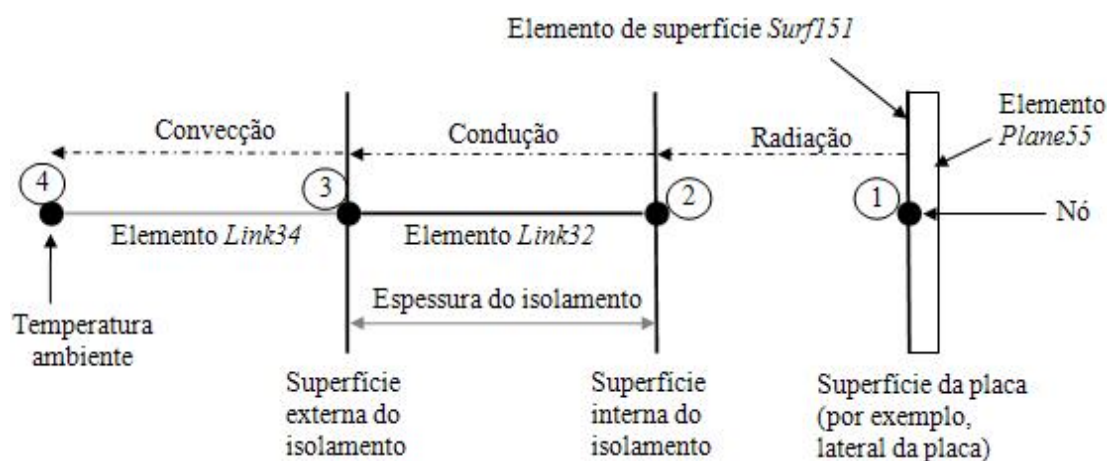 Elemento de superfície Surf151
Elemento
Plane55
Convecção
Condução
Radiação
4
3
2
1
Nó
Elemento Link34
Elemento Link32
Espessura do isolamento
Temperatura
ambiente
Superfície
externa do
isolamento
Superfície
interna do
isolamento
Superfície da placa
(por exemplo,
lateral da placa)